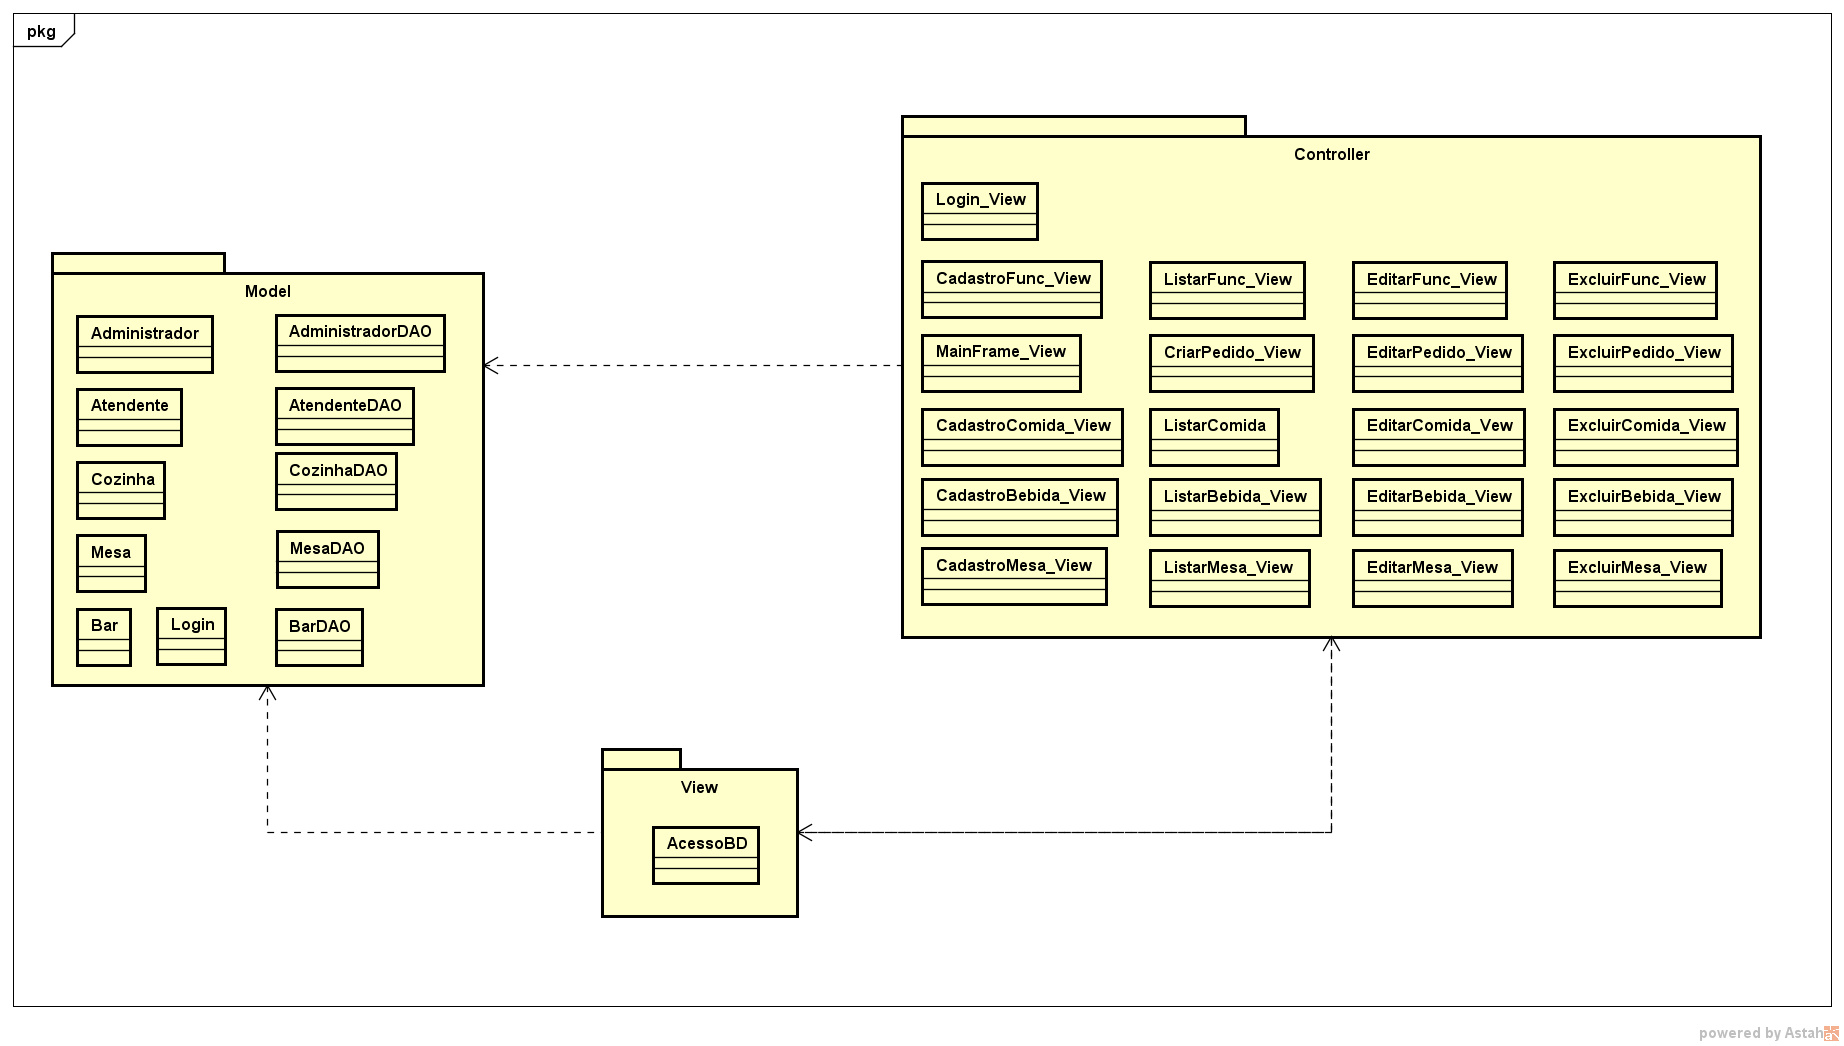 pkg
Controller
Login_View
CadastroFunc_View
ListarFunc_View
EditarFunc_View
ExcluirFunc_View
MainFrame_View
CriarPedido_View
EditarPedido_View
ExcluirPedido_View
CadastroComida_View
ListarComida
EditarComida_Vew
ExcluirComida_View
CadastroBebida_View
ListarBebida_View
EditarBebida_View
ExcluirBebida_View
CadastroMesa_View
ListarMesa_View
EditarMesa_View
ExcluirMesa_View
Model
Administrador
AdministradorDAO
Atendente
AtendenteDAO
Cozinha
CozinhaDAO
Mesa
MesaDAO
Bar
Login
BarDAO
View
AcessoBD
powered by Astah